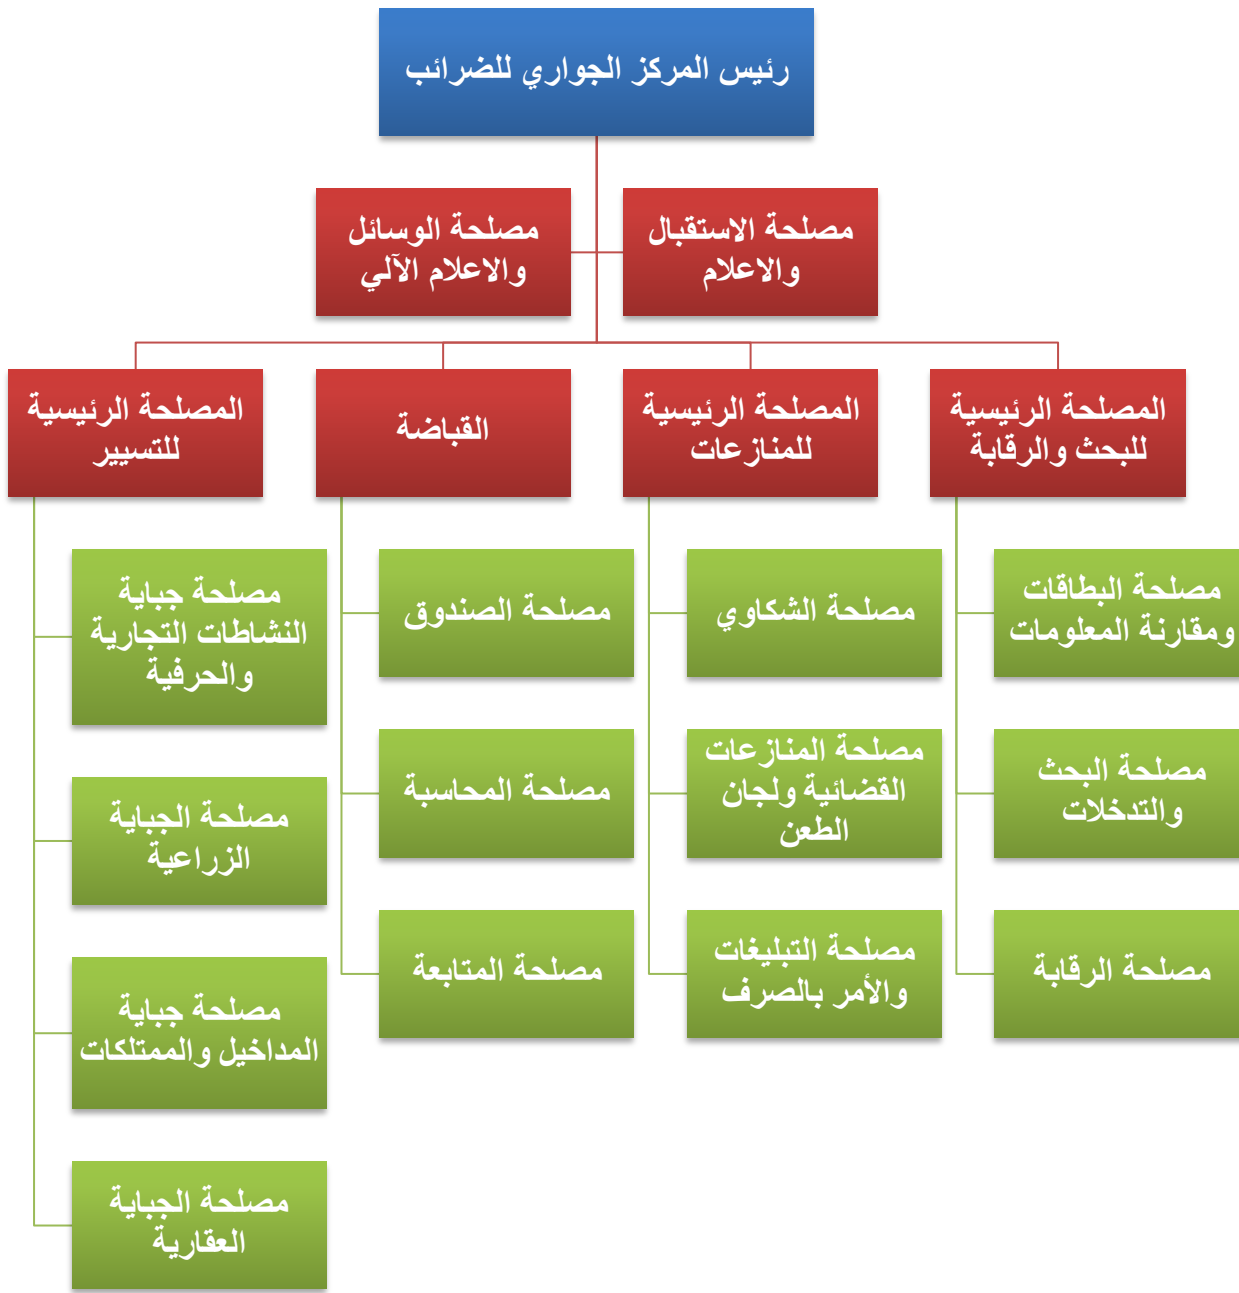 رئيس المركز الجواري للضرائب
مصلحة الاستقبال
والاعلام
مصلحة الوسائل
والاعلام الآلي
المصلحة الرئيسية
للبحث والرقابة
المصلحة الرئيسية
للمنازعات
القباضة
المصلحة الرئيسية
للتسيير
مصلحة البطاقات
ومقارنة المعلومات
مصلحة البحث
والتدخلات
مصلحة الرقابة
مصلحة الشكاوي
مصلحة المنازعات
القضائية ولجان
الطعن
مصلحة التبليغات
والأمر بالصرف
مصلحة الصندوق
مصلحة المحاسبة
مصلحة المتابعة
مصلحة جباية
النشاطات التجارية
والحرفية
مصلحة الجباية
الزراعية
مصلحة جباية
المداخيل والممتلكات
مصلحة الجباية
العقارية